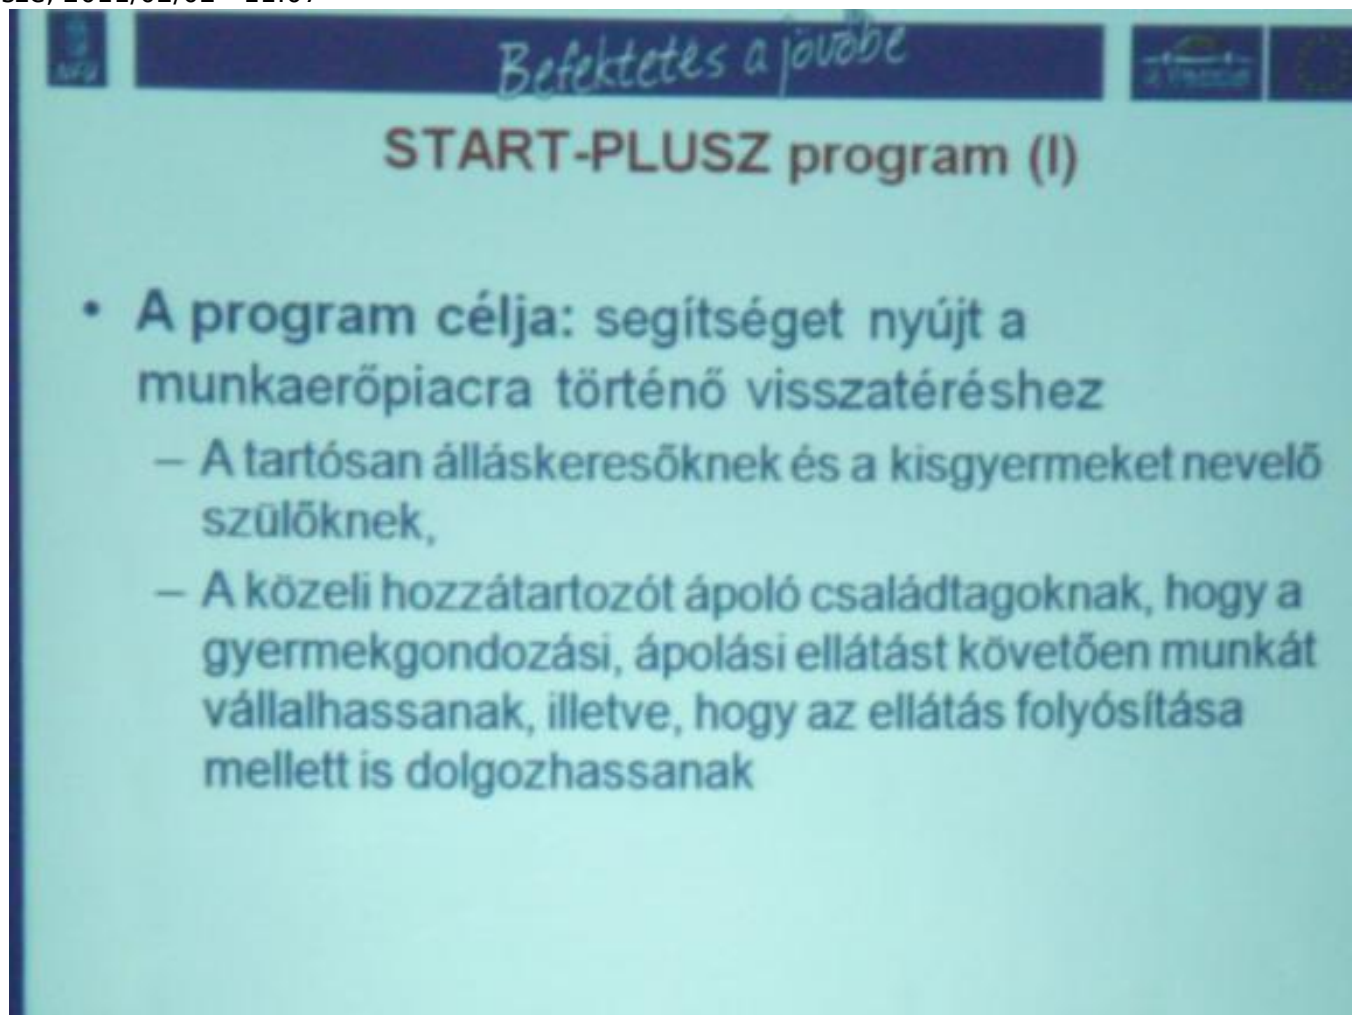 Befektetés a jövőbe
START-PLUSZ program (I)
• A program célja: segítséget nyújt a
munkaerőpiacra történő visszatéréshez
– A tartósan álláskeresőknek és a kisgyermeket nevelő
szülőknek,
– A közeli hozzátartozót ápoló családtagoknak, hogy a
gyermekgondozási, ápolási ellátást követően munkát
vállalhassanak, illetve, hogy az ellátás folyósítása
mellett is dolgozhassanak